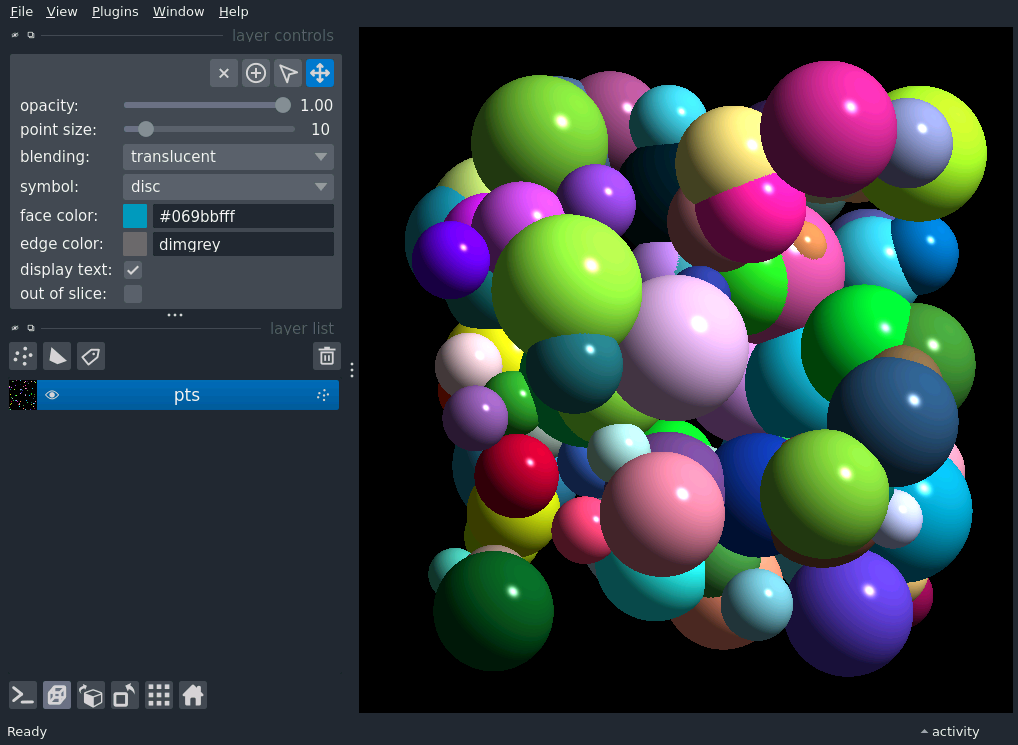 File View Plugins Window Help
layer controls
opacity: 1.00
point size: 10
blending: translucent
symbol: disc
face color: #069bbfff
edge color: dimgrey
display text:
out of slice:
layer list
pts
Ready
activity